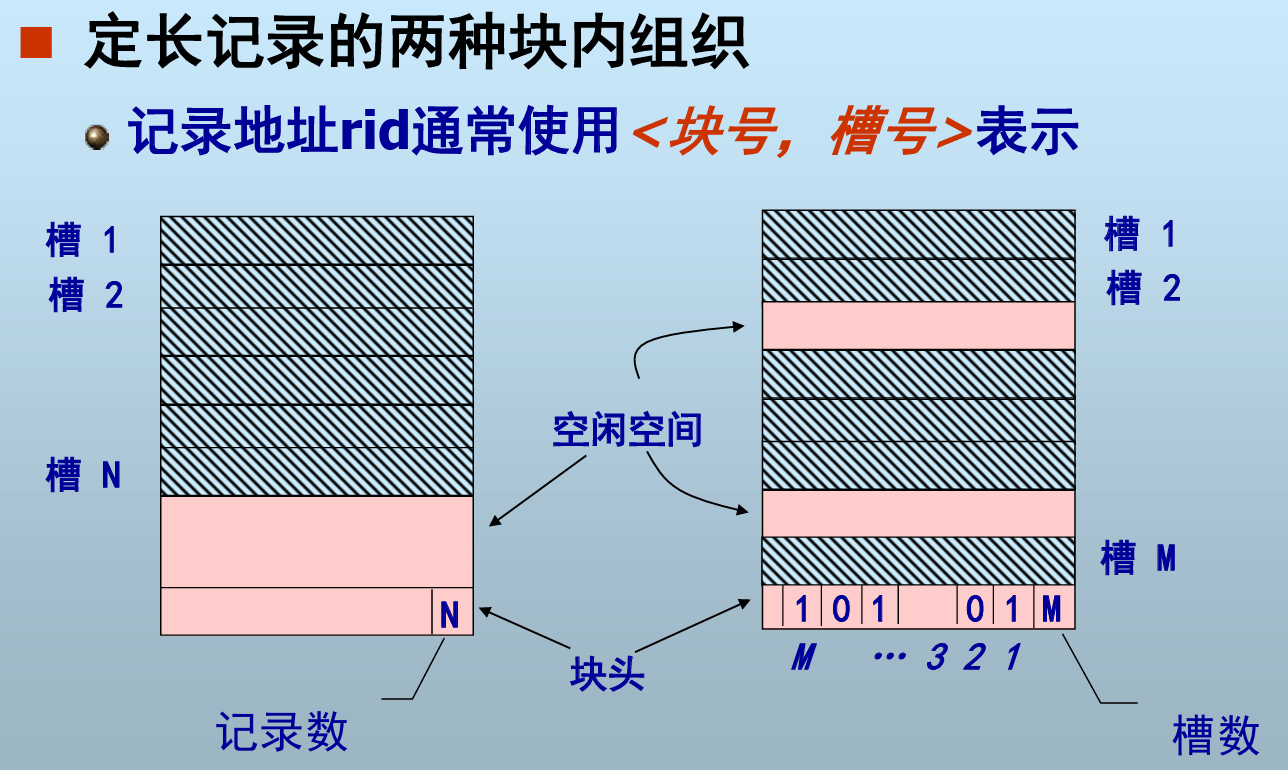 定长记录的两种块内组织
记录地址rid通常使用<块号，槽号>表示
槽 1
槽 2
槽 N
N
记录数
空闲空间
块头
槽 1
槽 2
槽 M
1 0 1 0 1 M
M … 3 2 1
槽数